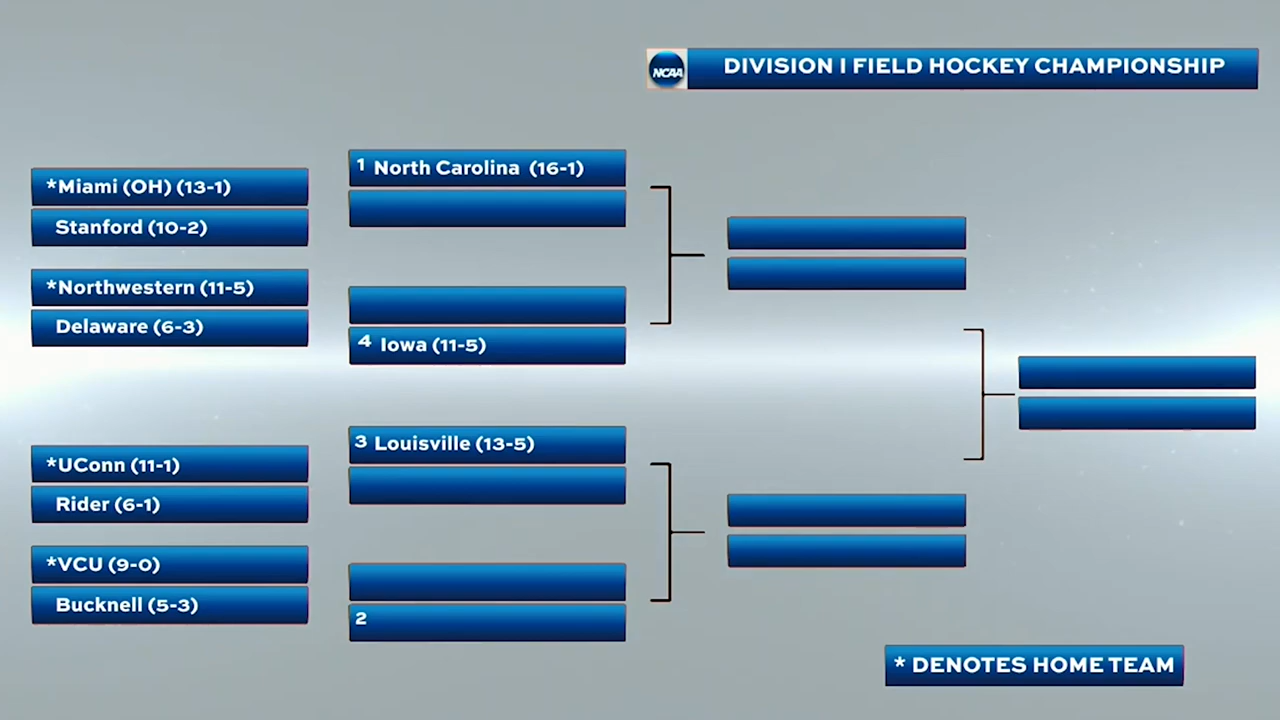 NCAA
DIVISION I FIELD HOCKEY CHAMPIONSHIP
*Miami (OH) (13-1)
Stanford (10-2)
*Northwestern (11-5)
Delaware (6-3)
*UConn (11-1)
Rider (6-1)
*VCU (9-0)
Bucknell (5-3)
1 North Carolina (16-1)
4 Iowa (11-5)
3 Louisville (13-5)
2
* DENOTES HOME TEAM